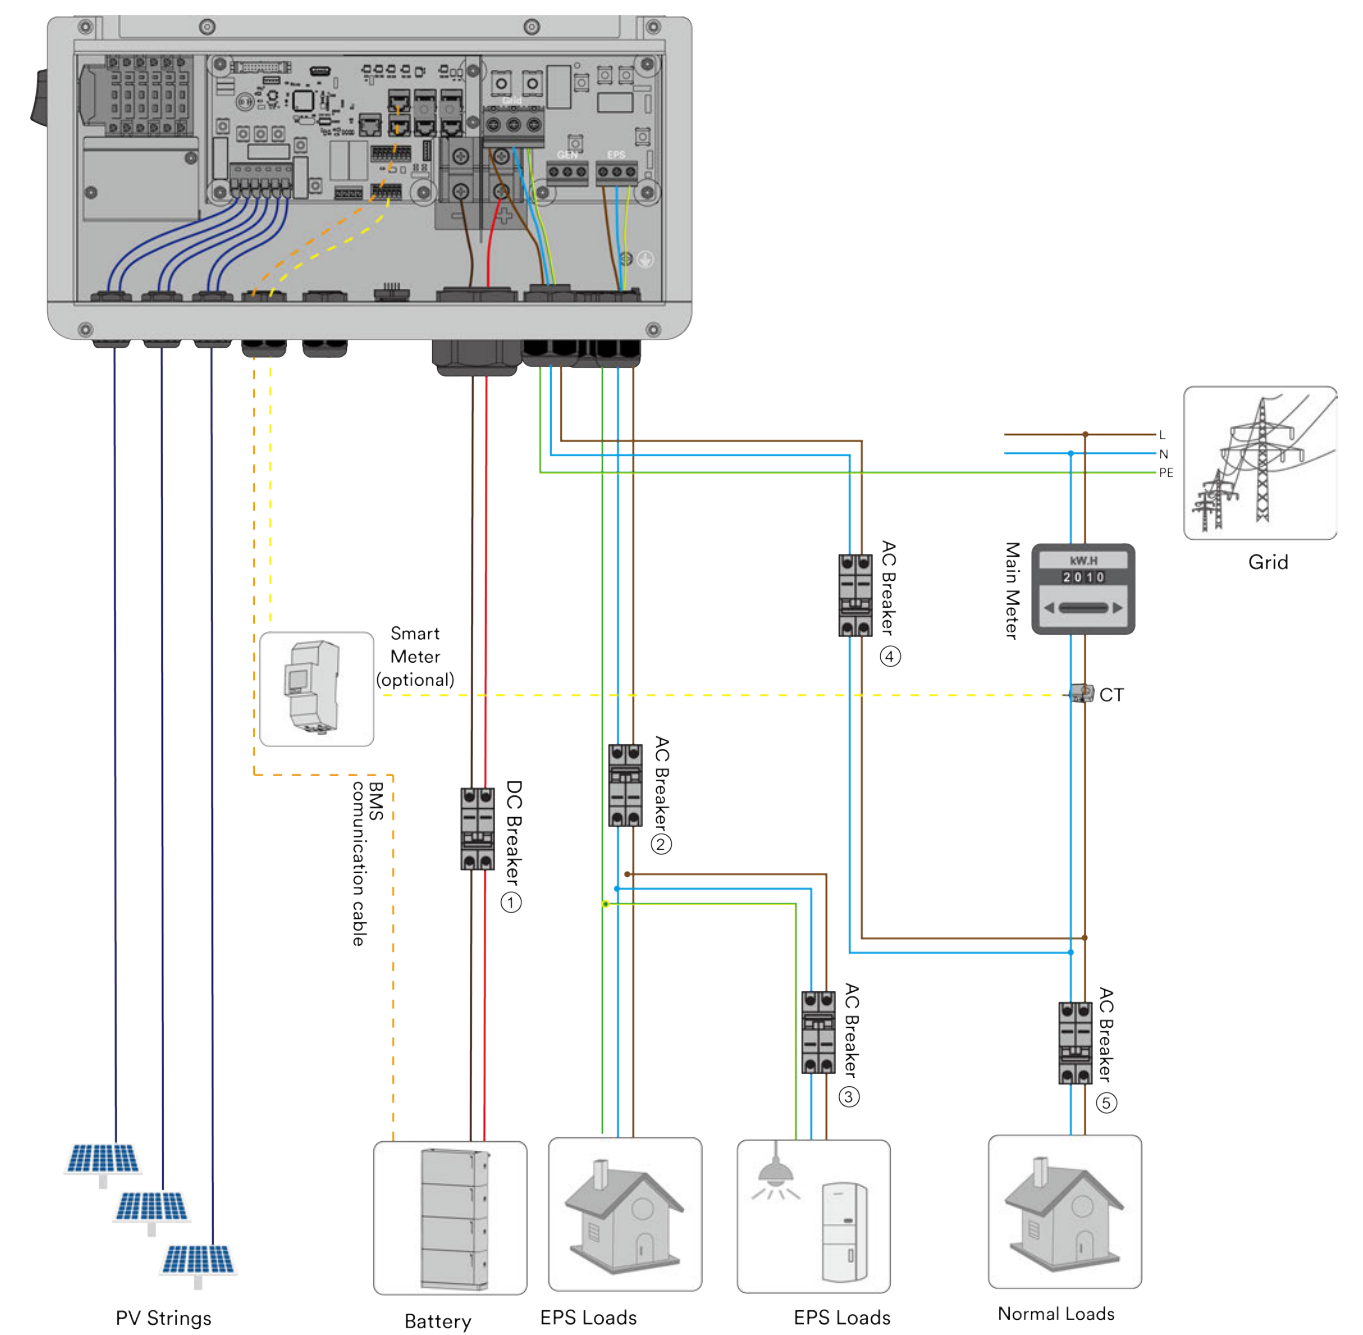 Grid
GEN
EPS
− +
L
N
PE
Grid
Main Meter
kW.H
2010
AC Breaker
④
Smart
Meter
(optional)
CT
BMS
comunication cable
DC Breaker
①
AC Breaker②
AC Breaker
③
AC Breaker
⑤
PV Strings
Battery
EPS Loads
EPS Loads
Normal Loads